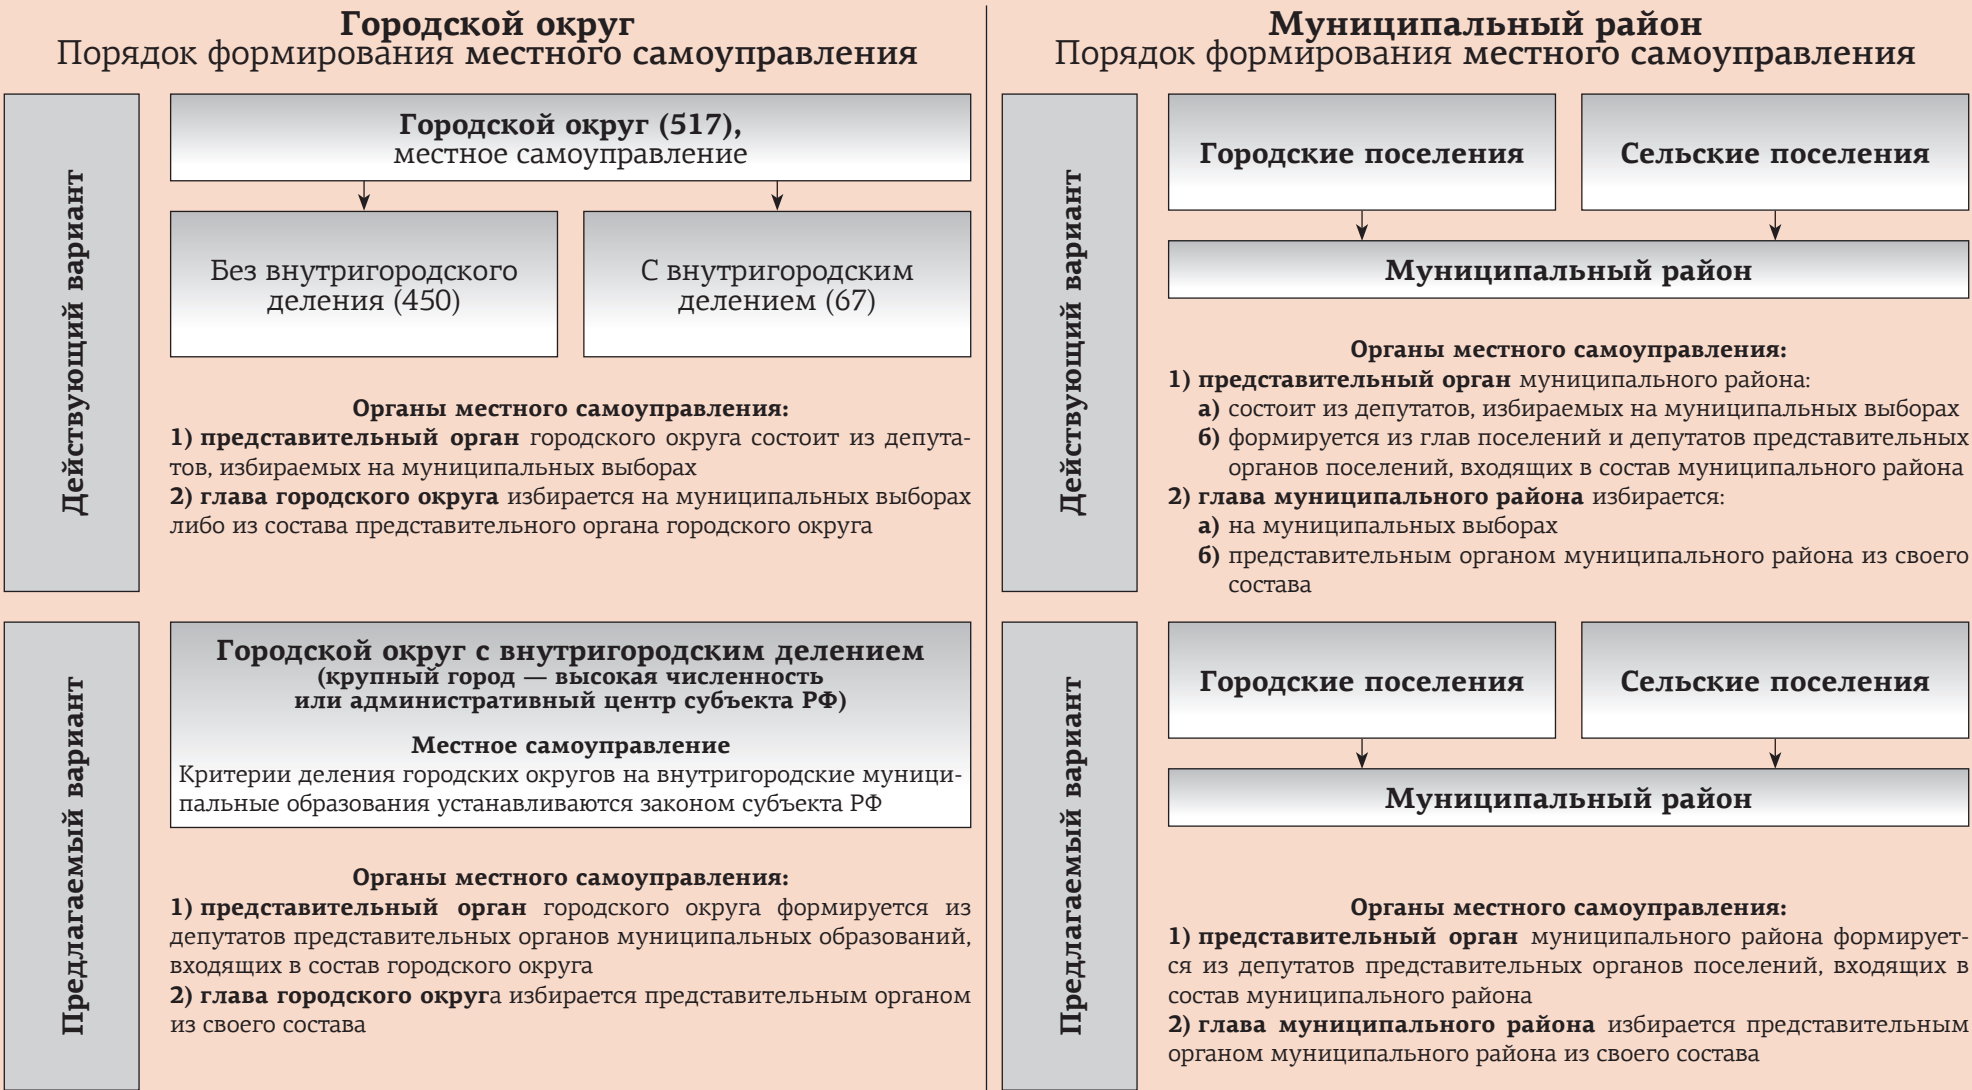 Городской округ
Порядок формирования местного самоуправления
Действующий вариант
Городской округ (517),
местное самоуправление
Без внутригородского
деления (450)
С внутригородским
делением (67)
Органы местного самоуправления:
1) представительный орган городского округа состоит из депута-
тов, избираемых на муниципальных выборах
2) глава городского округа избирается на муниципальных выборах
либо из состава представительного органа городского округа
Предлагаемый вариант
Городской округ с внутригородским делением
(крупный город — высокая численность
или административный центр субъекта РФ)
Местное самоуправление
Критерии деления городских округов на внутригородские муници-
пальные образования устанавливаются законом субъекта РФ
Органы местного самоуправления:
1) представительный орган городского округа формируется из
депутатов представительных органов муниципальных образований,
входящих в состав городского округа
2) глава городского округа избирается представительным органом
из своего состава
Муниципальный район
Порядок формирования местного самоуправления
Действующий вариант
Городские поселения
Сельские поселения
Муниципальный район
Органы местного самоуправления:
1) представительный орган муниципального района:
а) состоит из депутатов, избираемых на муниципальных выборах
б) формируется из глав поселений и депутатов представительных
органов поселений, входящих в состав муниципального района
2) глава муниципального района избирается:
а) на муниципальных выборах
б) представительным органом муниципального района из своего
состава
Предлагаемый вариант
Городские поселения
Сельские поселения
Муниципальный район
Органы местного самоуправления:
1) представительный орган муниципального района формирует-
ся из депутатов представительных органов поселений, входящих в
состав муниципального района
2) глава муниципального района избирается представительным
органом муниципального района из своего состава